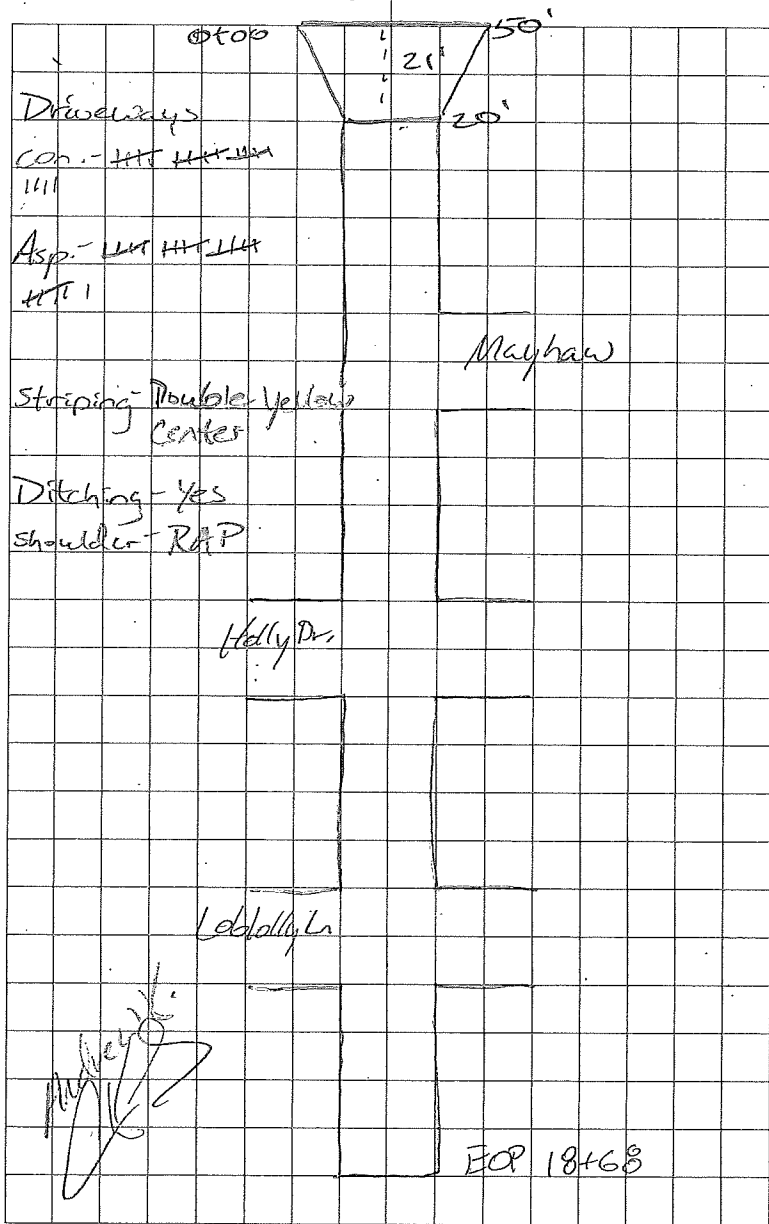 0+00
50'
21'
20'
Driveways
Con. - 𝍸 𝍸 𝍸
IIII
Asp. - 𝍸 𝍸 𝍸
𝍸 I
Mayhaw
Striping - Double Yellow
Center
Ditching - Yes
Shoulder - RAP
Holly Dr.
Loblolly Ln
EOP 18+68